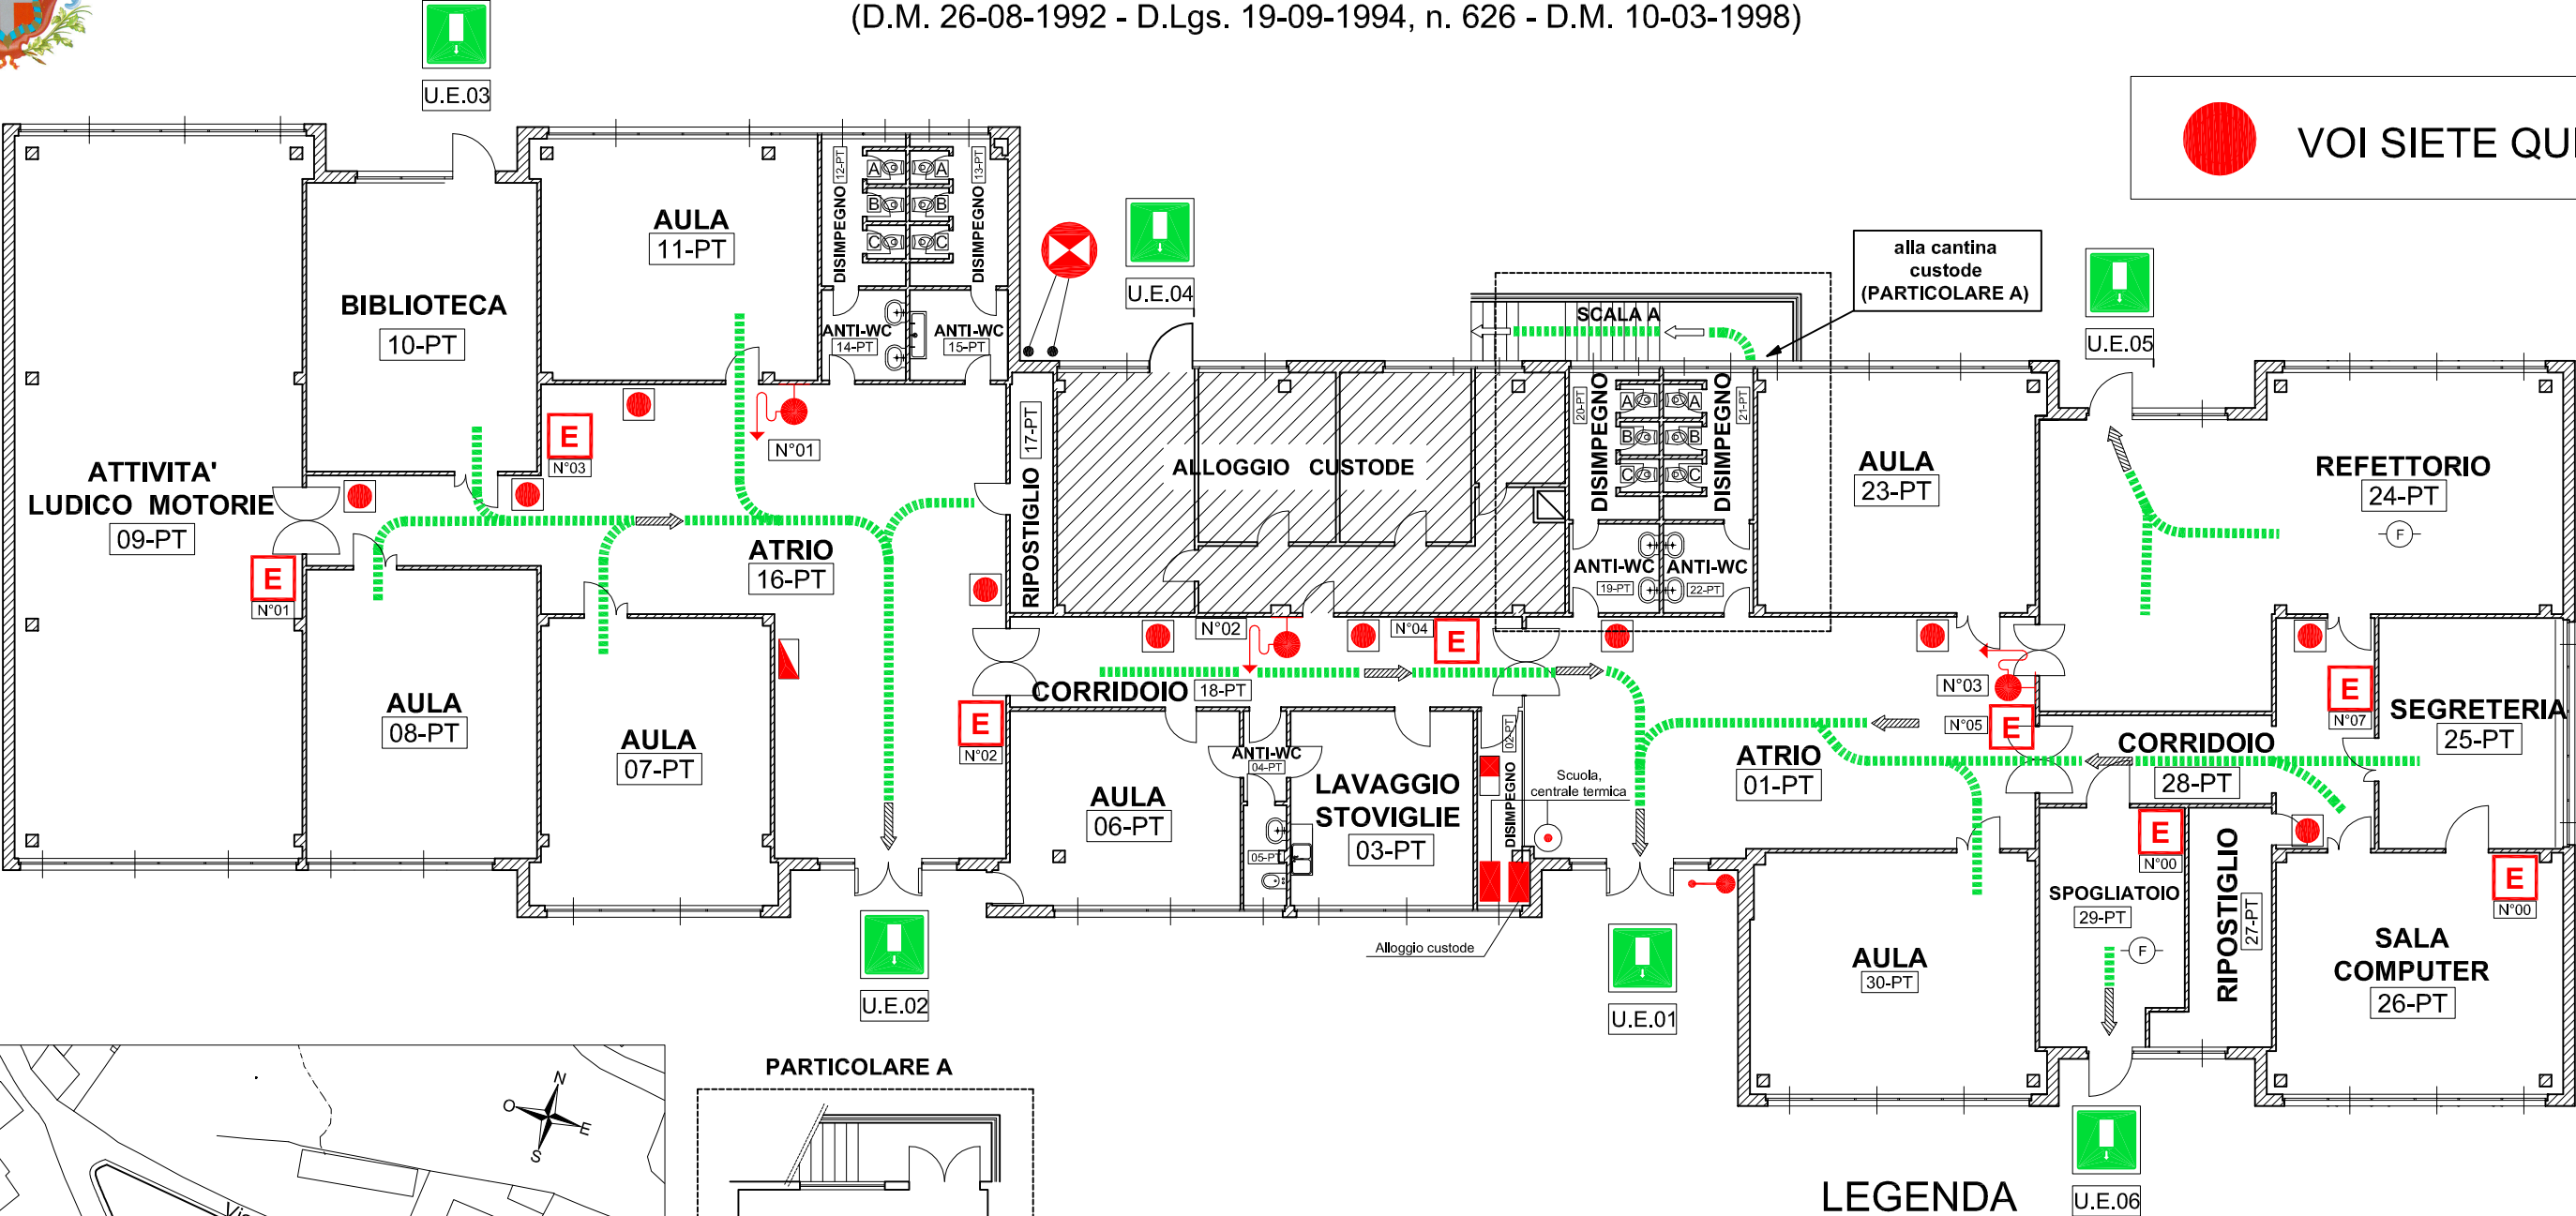 (D.M. 26-08-1992 - D.Lgs. 19-09-1994, n. 626 - D.M. 10-03-1998)
U.E.03
VOI SIETE QUI
AULA
11-PT
DISIMPEGNO
12-PT
A
B
C
A
B
C
DISIMPEGNO
13-PT
BIBLIOTECA
10-PT
ANTI-WC
14-PT
ANTI-WC
15-PT
U.E.04
alla cantina
custode
(PARTICOLARE A)
SCALA A
U.E.05
ATTIVITA'
LUDICO MOTORIE
09-PT
E
N°03
N°01
E
N°01
ATRIO
16-PT
RIPOSTIGLIO
17-PT
ALLOGGIO CUSTODE
DISIMPEGNO
20-PT
A
B
C
A
B
C
DISIMPEGNO
21-PT
ANTI-WC
19-PT
ANTI-WC
22-PT
AULA
23-PT
REFETTORIO
24-PT
F
N°02
N°04
E
AULA
08-PT
AULA
07-PT
E
N°02
CORRIDOIO
18-PT
N°03
N°05
E
E
N°07
SEGRETERIA
25-PT
CORRIDOIO
28-PT
AULA
06-PT
ANTI-WC
04-PT
05-PT
LAVAGGIO
STOVIGLIE
03-PT
DISIMPEGNO
02-PT
Scuola,
centrale termica
ATRIO
01-PT
E
N°00
SPOGLIATOIO
29-PT
F
RIPOSTIGLIO
27-PT
E
N°00
SALA
COMPUTER
26-PT
AULA
30-PT
Alloggio custode
U.E.02
U.E.01
U.E.06
N
O
E
S
PARTICOLARE A
LEGENDA